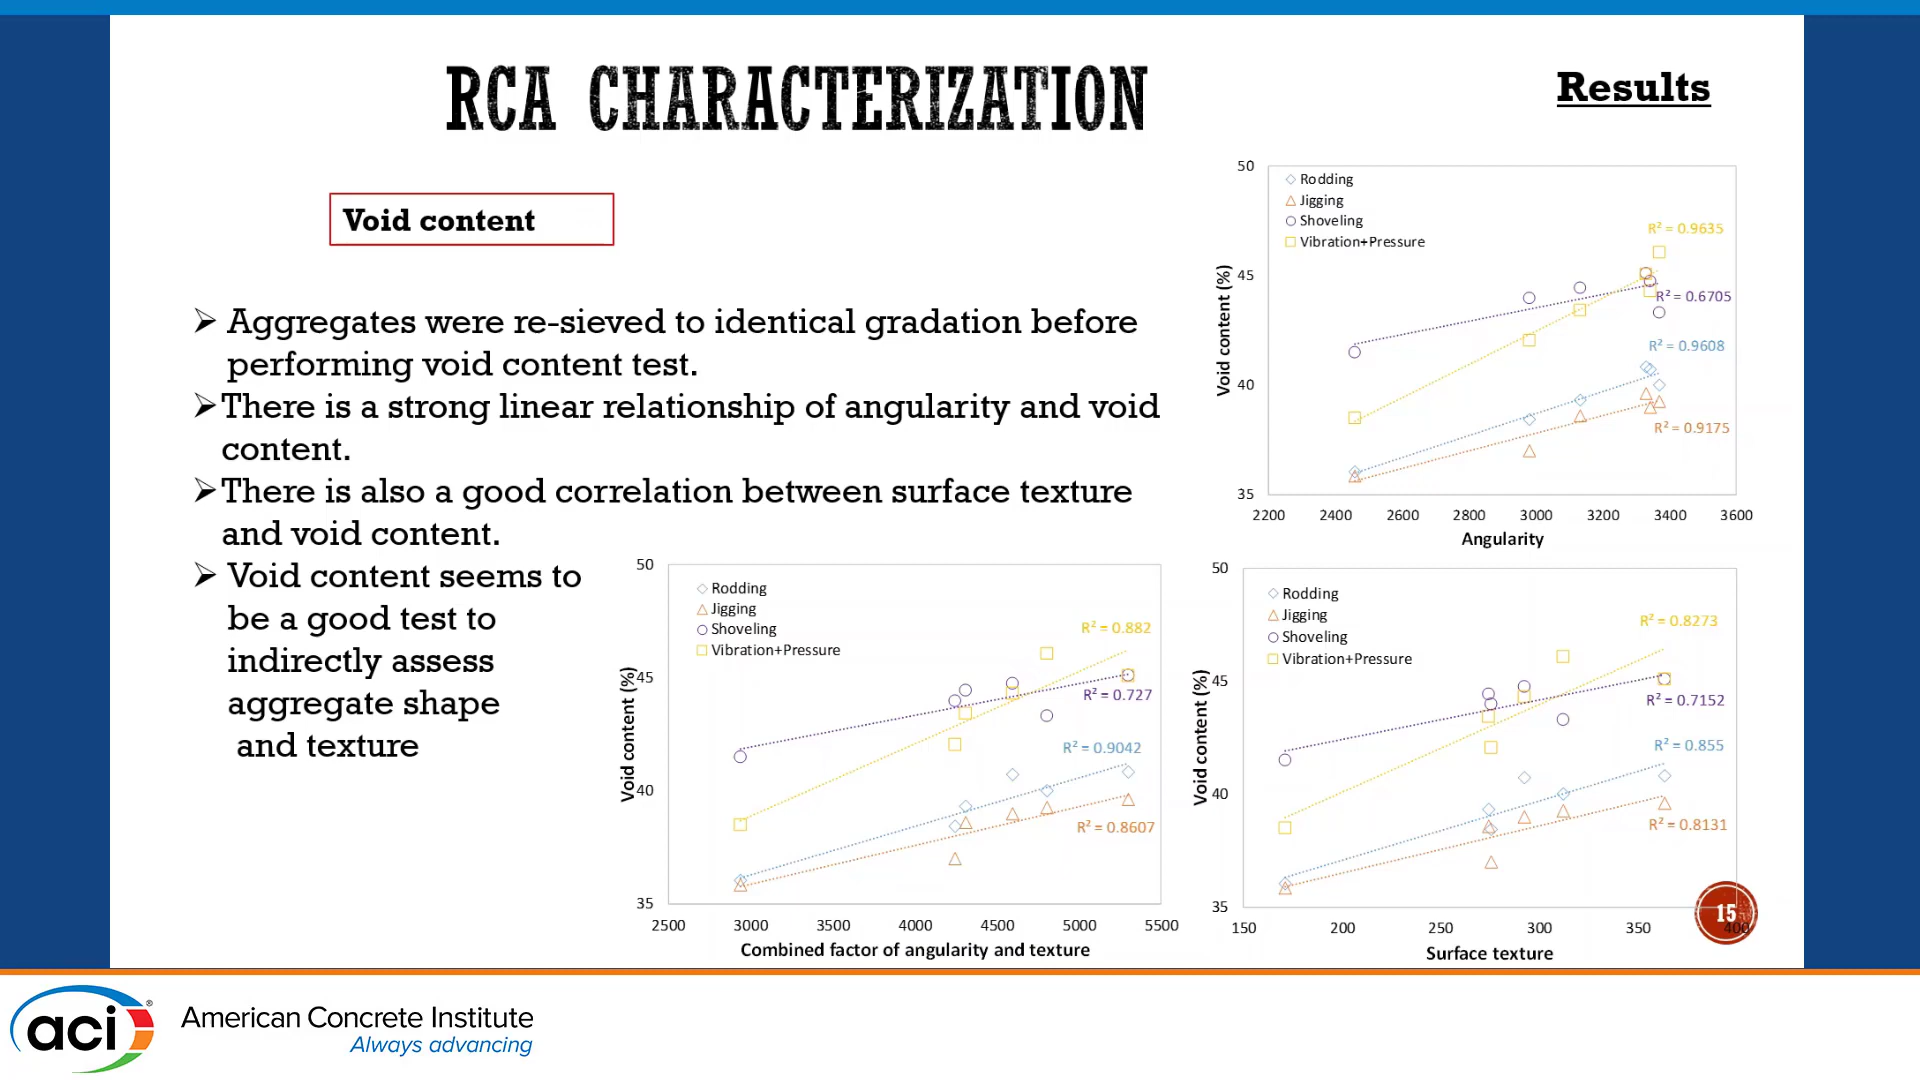 RCA CHARACTERIZATION
Results
Void content
➢ Aggregates were re-sieved to identical gradation before
performing void content test.
➢ There is a strong linear relationship of angularity and void
content.
➢ There is also a good correlation between surface texture
and void content.
➢ Void content seems to
be a good test to
indirectly assess
aggregate shape
and texture
50
45
40
35
Void content (%)
Rodding
Jigging
Shoveling
Vibration+Pressure
R² = 0.9635
R² = 0.6705
R² = 0.9608
R² = 0.9175
2200 2400 2600 2800 3000 3200 3400 3600
Angularity
50
45
40
35
Void content (%)
Rodding
Jigging
Shoveling
Vibration+Pressure
R² = 0.882
R² = 0.727
R² = 0.9042
R² = 0.8607
2500 3000 3500 4000 4500 5000 5500
Combined factor of angularity and texture
50
45
40
35
Void content (%)
Rodding
Jigging
Shoveling
Vibration+Pressure
R² = 0.8273
R² = 0.7152
R² = 0.855
R² = 0.8131
150 200 250 300 350 400
Surface texture
15
aci®
American Concrete Institute
Always advancing